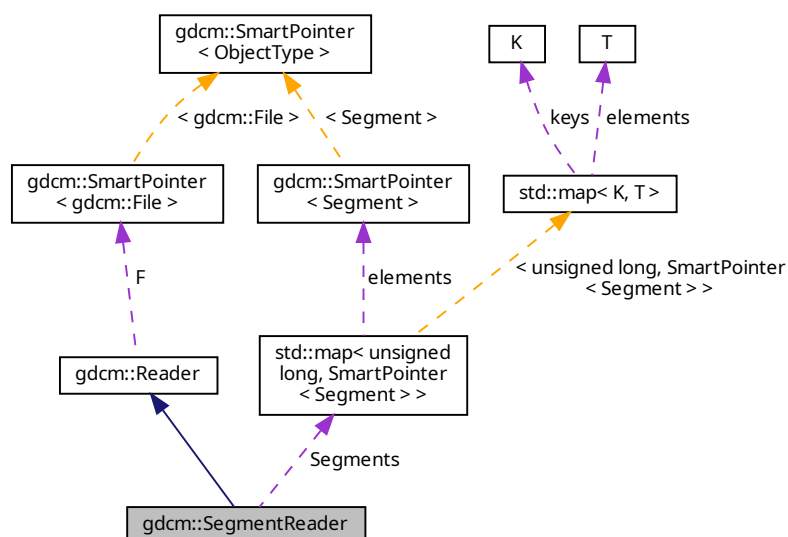 gdcm::SmartPointer
< ObjectType >
K
T
< gdcm::File >
< Segment >
keys
elements
gdcm::SmartPointer
< gdcm::File >
gdcm::SmartPointer
< Segment >
std::map< K, T >
F
elements
< unsigned long, SmartPointer
< Segment > >
gdcm::Reader
std::map< unsigned
long, SmartPointer
< Segment > >
Segments
gdcm::SegmentReader